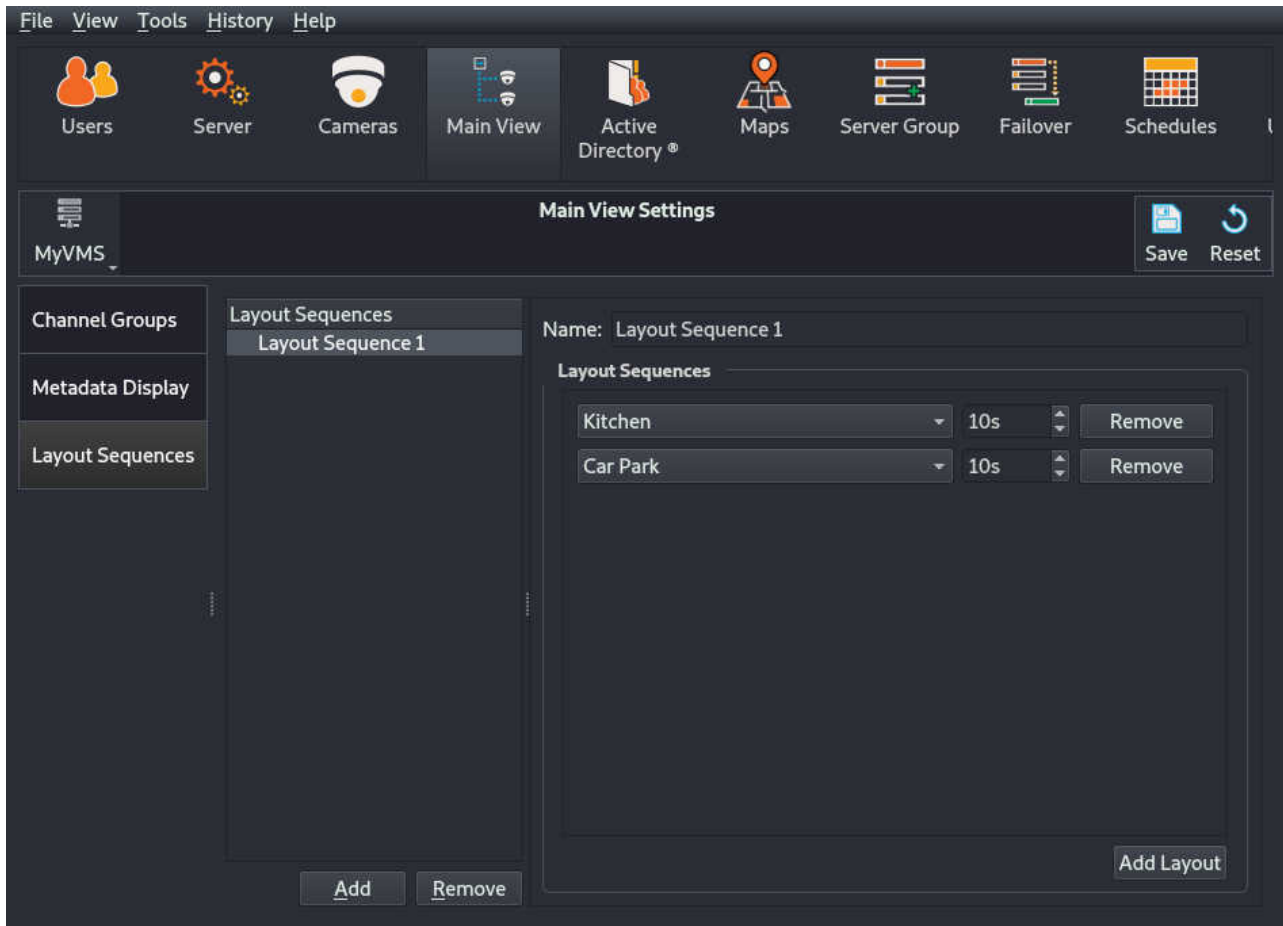 File View Tools History Help
Users Server Cameras Main View Active Directory ® Maps Server Group Failover Schedules
Main View Settings
MyVMS Save Reset
Channel Groups
Metadata Display
Layout Sequences
Layout Sequences
Layout Sequence 1
Name: Layout Sequence 1
Layout Sequences
Kitchen 10s Remove
Car Park 10s Remove
Add Layout
Add Remove